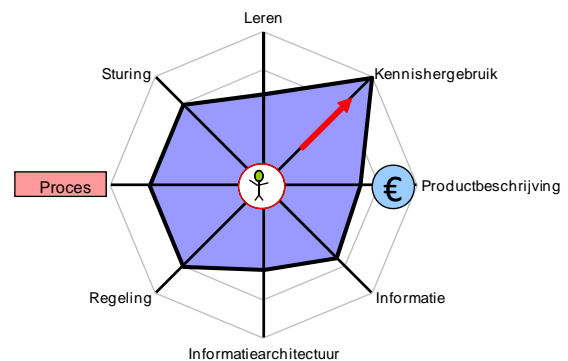 Leren
Sturing
Kennishergebruik
Proces
€
Productbeschrijving
Regeling
Informatie
Informatiearchitectuur